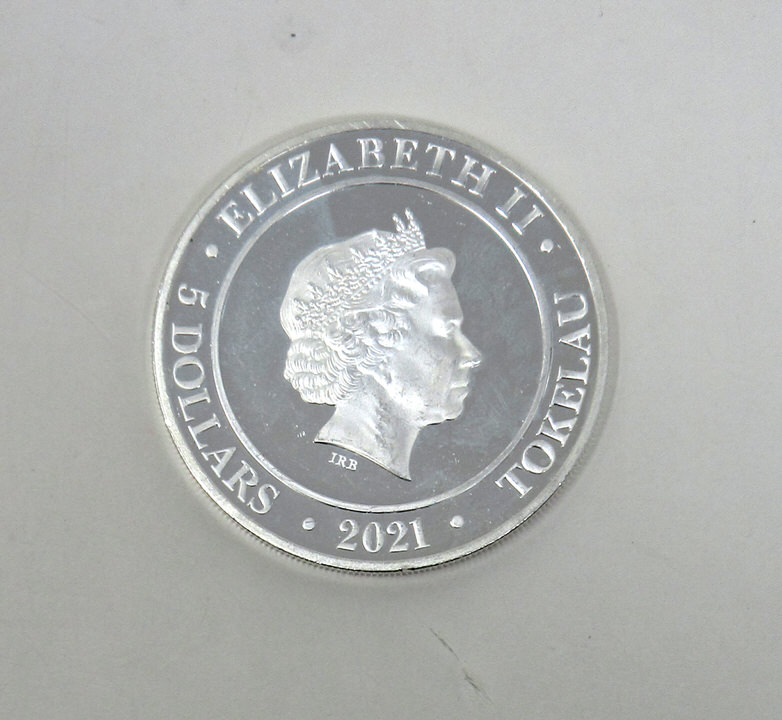 ELIZABETH II
TOKELAU
2021
5 DOLLARS
IRB